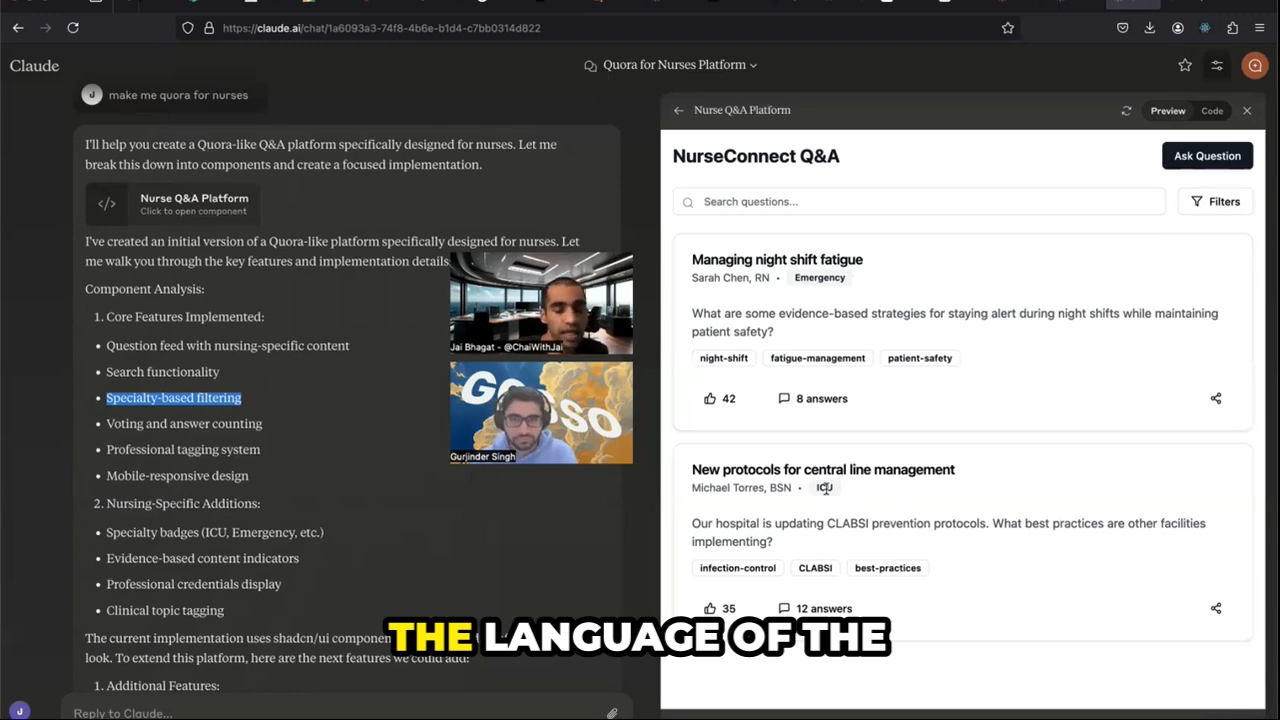 https://claude.ai/chat/1a6093a3-74f8-4b6e-b1d4-c7bb0314d822
Claude
Quora for Nurses Platform
J
make me quora for nurses
I'll help you create a Quora-like Q&A platform specifically designed for nurses. Let me
break this down into components and create a focused implementation.
Nurse Q&A Platform
Click to open component
I've created an initial version of a Quora-like platform specifically designed for nurses. Let
me walk you through the key features and implementation details
Component Analysis:
1. Core Features Implemented:
• Question feed with nursing-specific content
• Search functionality
• Specialty-based filtering
• Voting and answer counting
• Professional tagging system
• Mobile-responsive design
2. Nursing-Specific Additions:
• Specialty badges (ICU, Emergency, etc.)
• Evidence-based content indicators
• Professional credentials display
• Clinical topic tagging
The current implementation uses shadcn/ui
look. To extend this platform, here are the next features we could add:
1. Additional Features:
J
Reply to Claude...
Jai Bhagat - @ChaiWithJai
Gurjinder Singh
Nurse Q&A Platform
Preview
Code
NurseConnect Q&A
Ask Question
Search questions...
Filters
Managing night shift fatigue
Sarah Chen, RN • Emergency
What are some evidence-based strategies for staying alert during night shifts while maintaining
patient safety?
night-shift fatigue-management patient-safety
42 8 answers
New protocols for central line management
Michael Torres, BSN • ICU
Our hospital is updating CLABSI prevention protocols. What best practices are other facilities
implementing?
infection-control CLABSI best-practices
35 12 answers
THE LANGUAGE OF THE